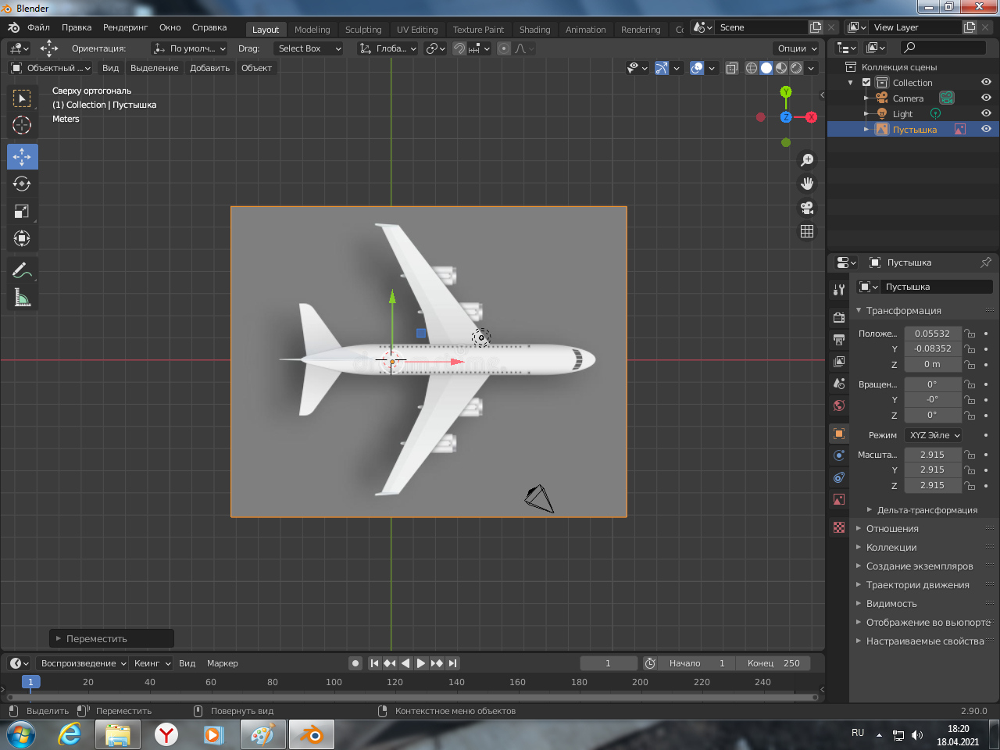 Blender
Файл Правка Рендеринг Окно Справка Layout Modeling Sculpting UV Editing Texture Paint Shading Animation Rendering Scene View Layer
Ориентация: По умолч... Drag: Select Box Глоба... Опции
Объектный ... Вид Выделение Добавить Объект
Сверху ортогональ
(1) Collection | Пустышка
Meters
Y
Z
X
Коллекция сцены
Collection
Camera
Light
Пустышка
Пустышка
Пустышка
Трансформация
Положе... 0.05532
Y -0.08352
Z 0 m
Вращен... 0°
Y -0°
Z 0°
Режим XYZ Эйле
Масшта... 2.915
Y 2.915
Z 2.915
Дельта-трансформация
Отношения
Коллекции
Создание экземпляров
Траектории движения
Видимость
Отображение во вьюпорте
Настраиваемые свойства
Переместить
Воспроизведение Кеинг Вид Маркер 1 Начало 1 Конец 250
1 20 40 60 80 100 120 140 160 180 200 220 240
Выделить Переместить Повернуть вид Контекстное меню объектов 2.90.0
RU 18:20
18.04.2021